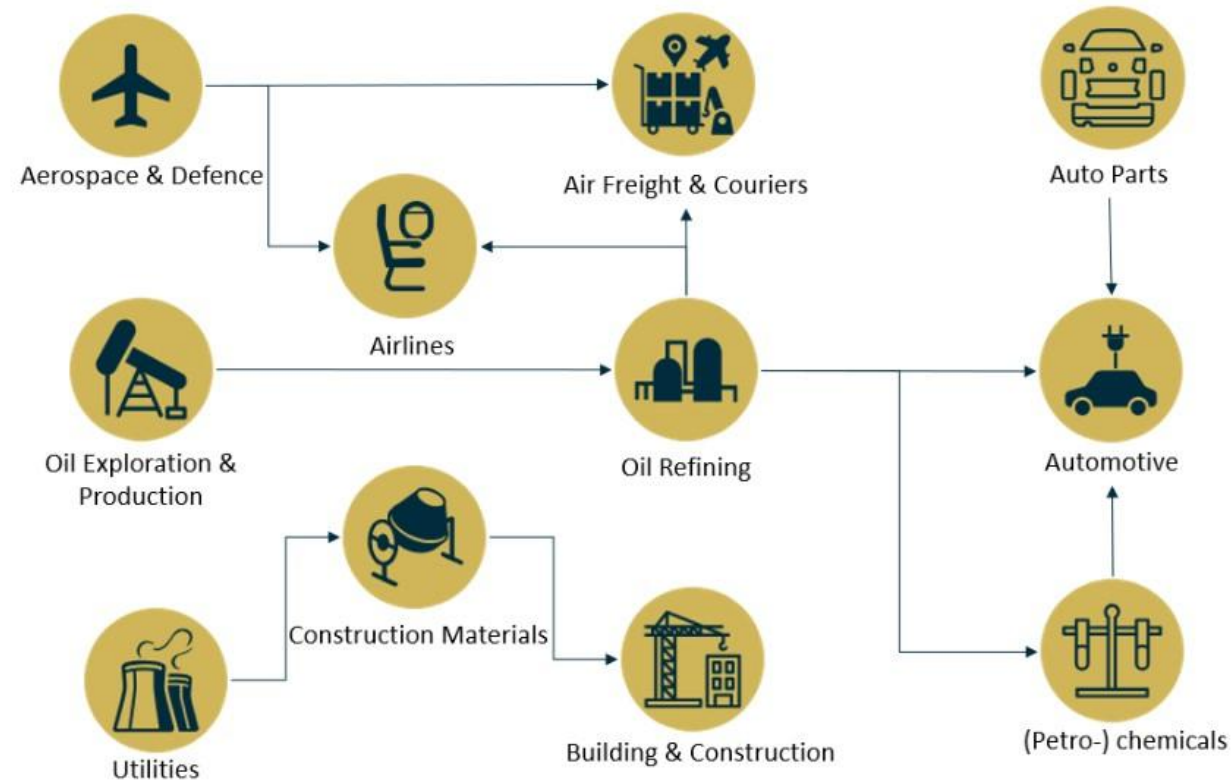 Aerospace & Defence
Air Freight & Couriers
Auto Parts
Airlines
Oil Exploration &
Production
Oil Refining
Automotive
Construction Materials
Utilities
Building & Construction
(Petro-) chemicals